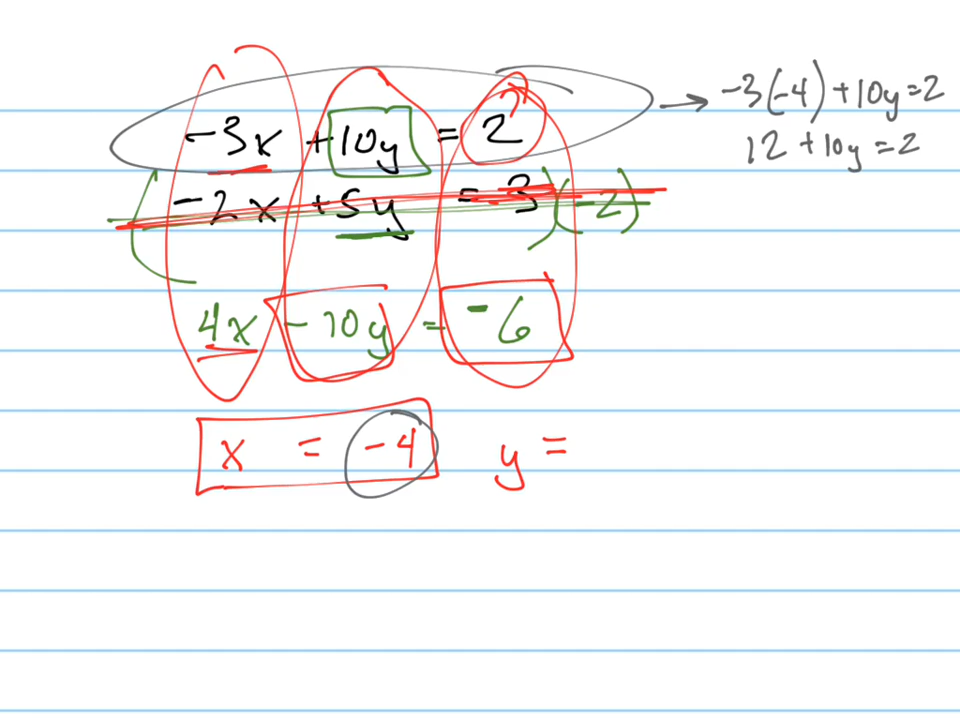 -3x + 10y = 2
-3(-4) + 10y = 2
12 + 10y = 2
(-2x + 5y = 3)(-2)
4x - 10y = -6
x = -4 y =